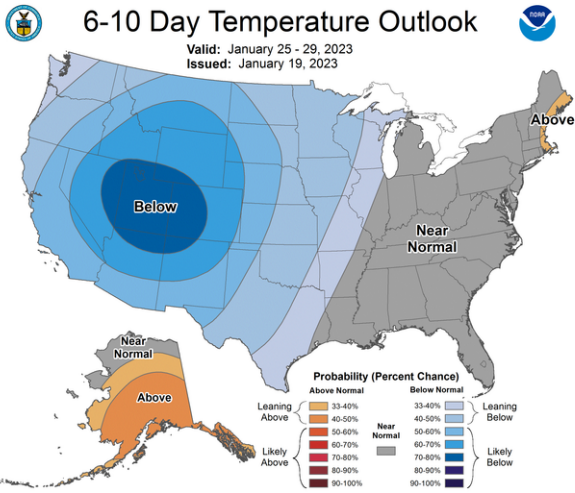 6-10 Day Temperature Outlook
Valid: January 25 - 29, 2023
Issued: January 19, 2023
NOAA
Above
Below
Near
Normal
Near
Normal
Above
Probability (Percent Chance)
Above Normal
Below Normal
Leaning
Above
33-40%
40-50%
Likely
Above
50-60%
60-70%
70-80%
80-90%
90-100%
Near
Normal
33-40%
40-50%
Leaning
Below
50-60%
60-70%
70-80%
80-90%
90-100%
Likely
Below